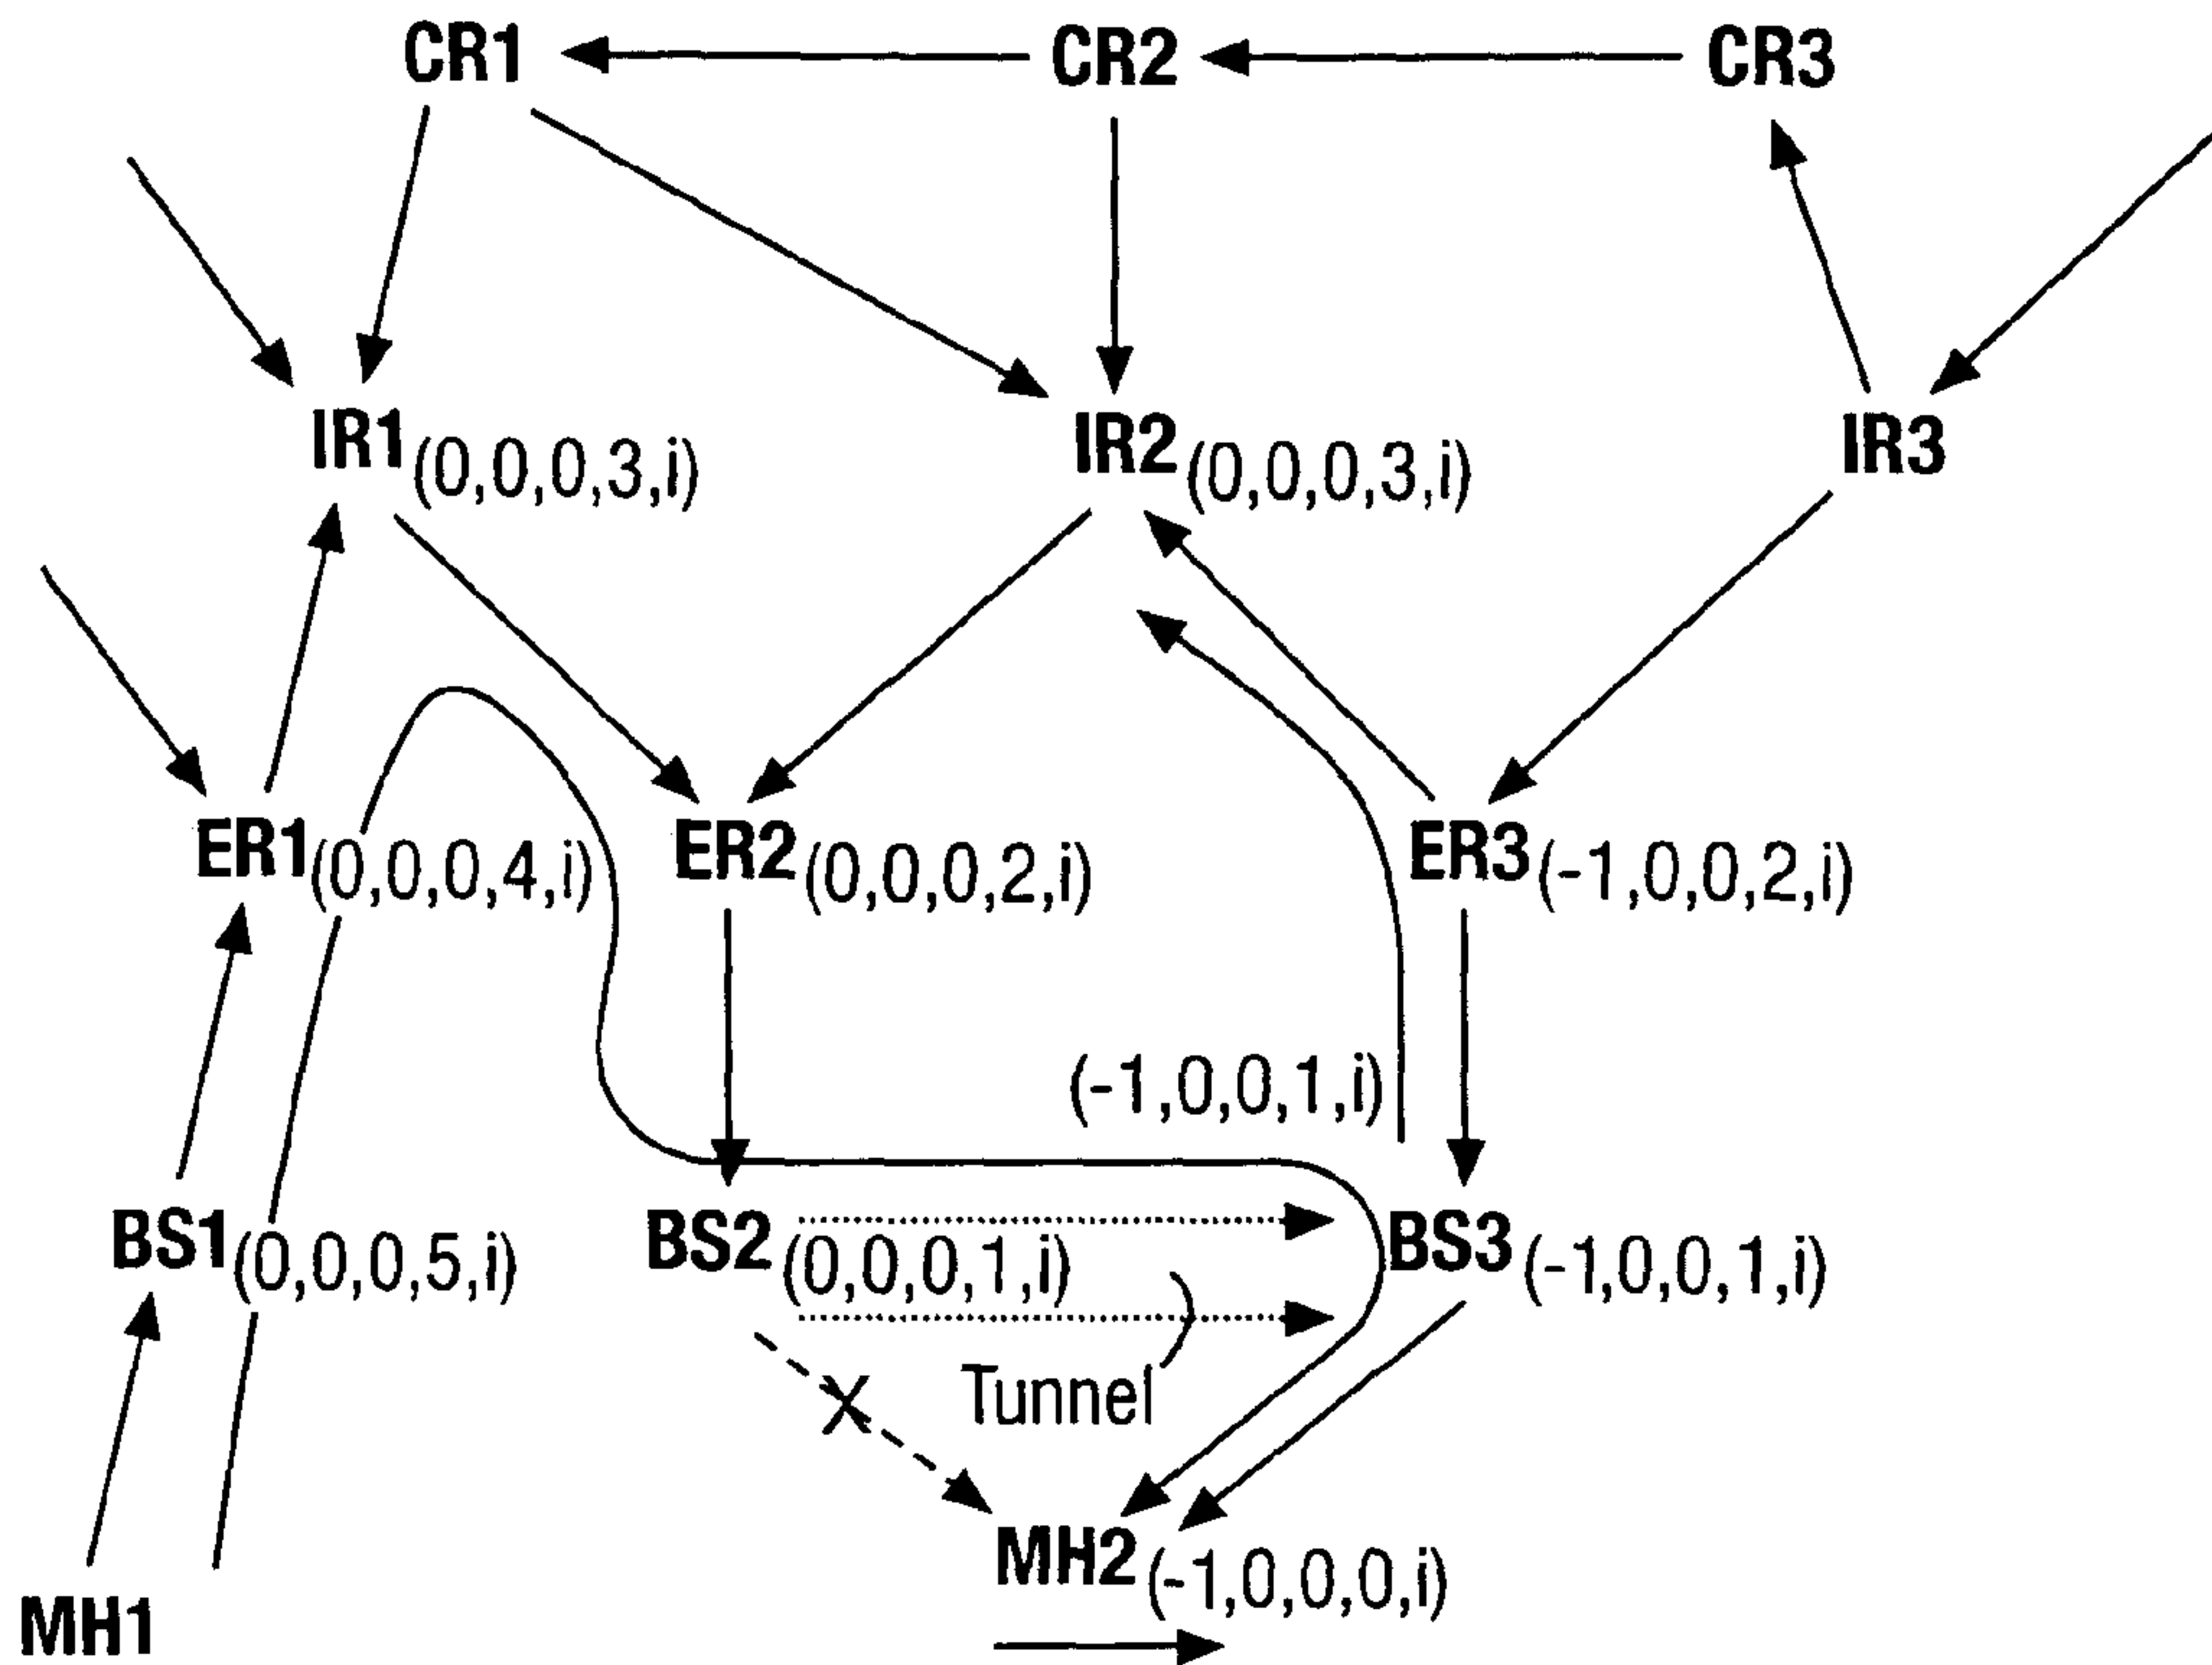 CR1 CR2 CR3
IR1(0,0,0,3,i) IR2(0,0,0,3,i) IR3
ER1(0,0,0,4,i) ER2(0,0,0,2,i) ER3(-1,0,0,2,i)
(-1,0,0,1,i)
BS1(0,0,0,5,i) BS2(0,0,0,1,i) BS3(-1,0,0,1,i)
X Tunnel
MH2(-1,0,0,0,i)
MH1